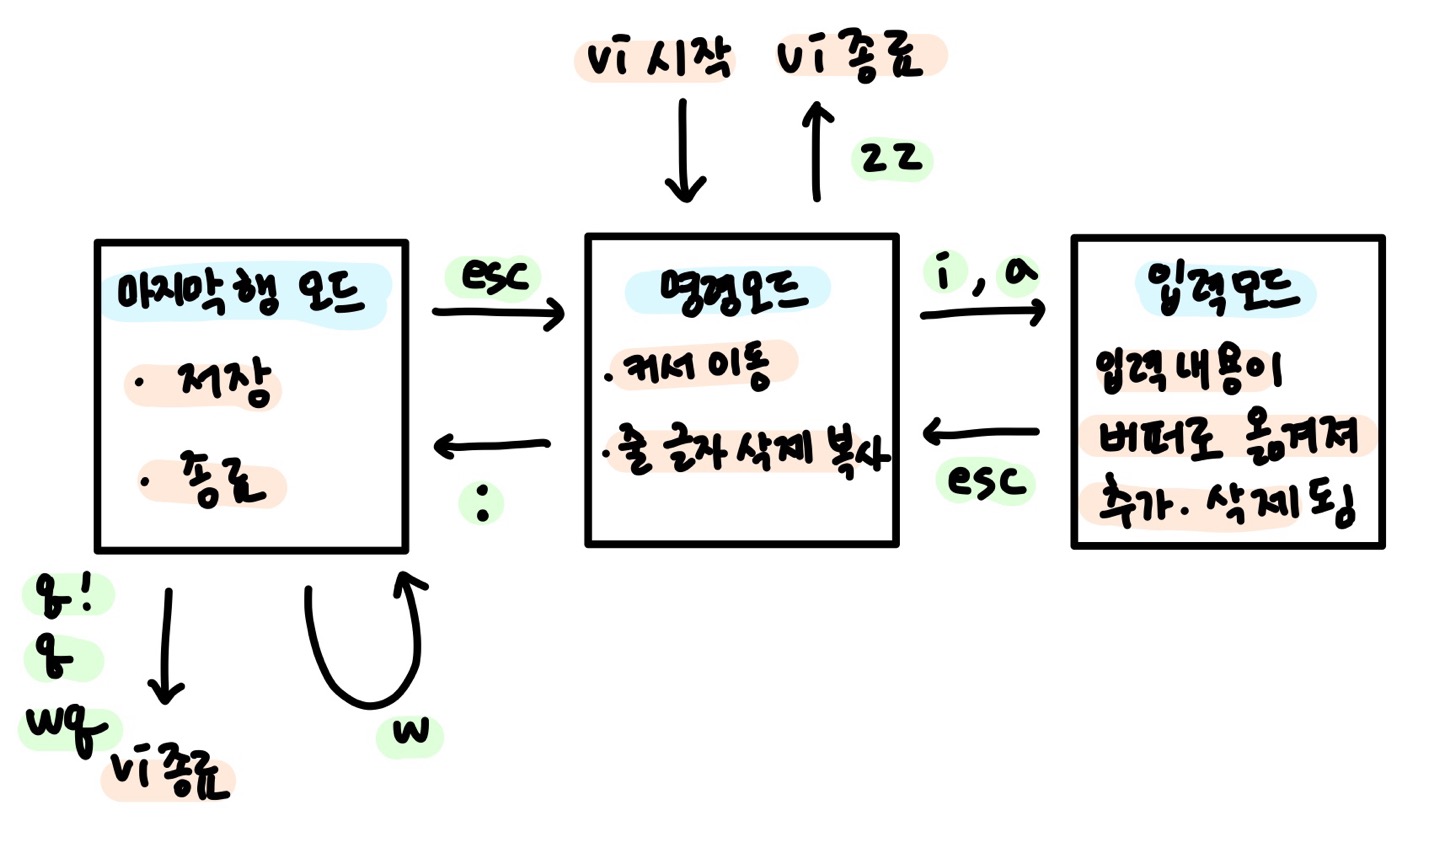 vi 시작
vi 종료
zz
마지막 행 모드
· 저장
· 종료
esc
:
명령모드
· 커서 이동
· 줄 글자 삭제 복사
i, a
esc
입력모드
입력 내용이
버퍼로 옮겨져
추가 · 삭제 됨
q!
q
wq
vi 종료
w